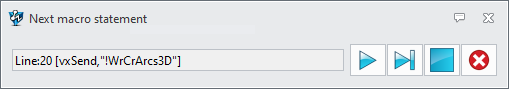 Next macro statement
Line:20 [vxSend,"!WrCrArcs3D"]